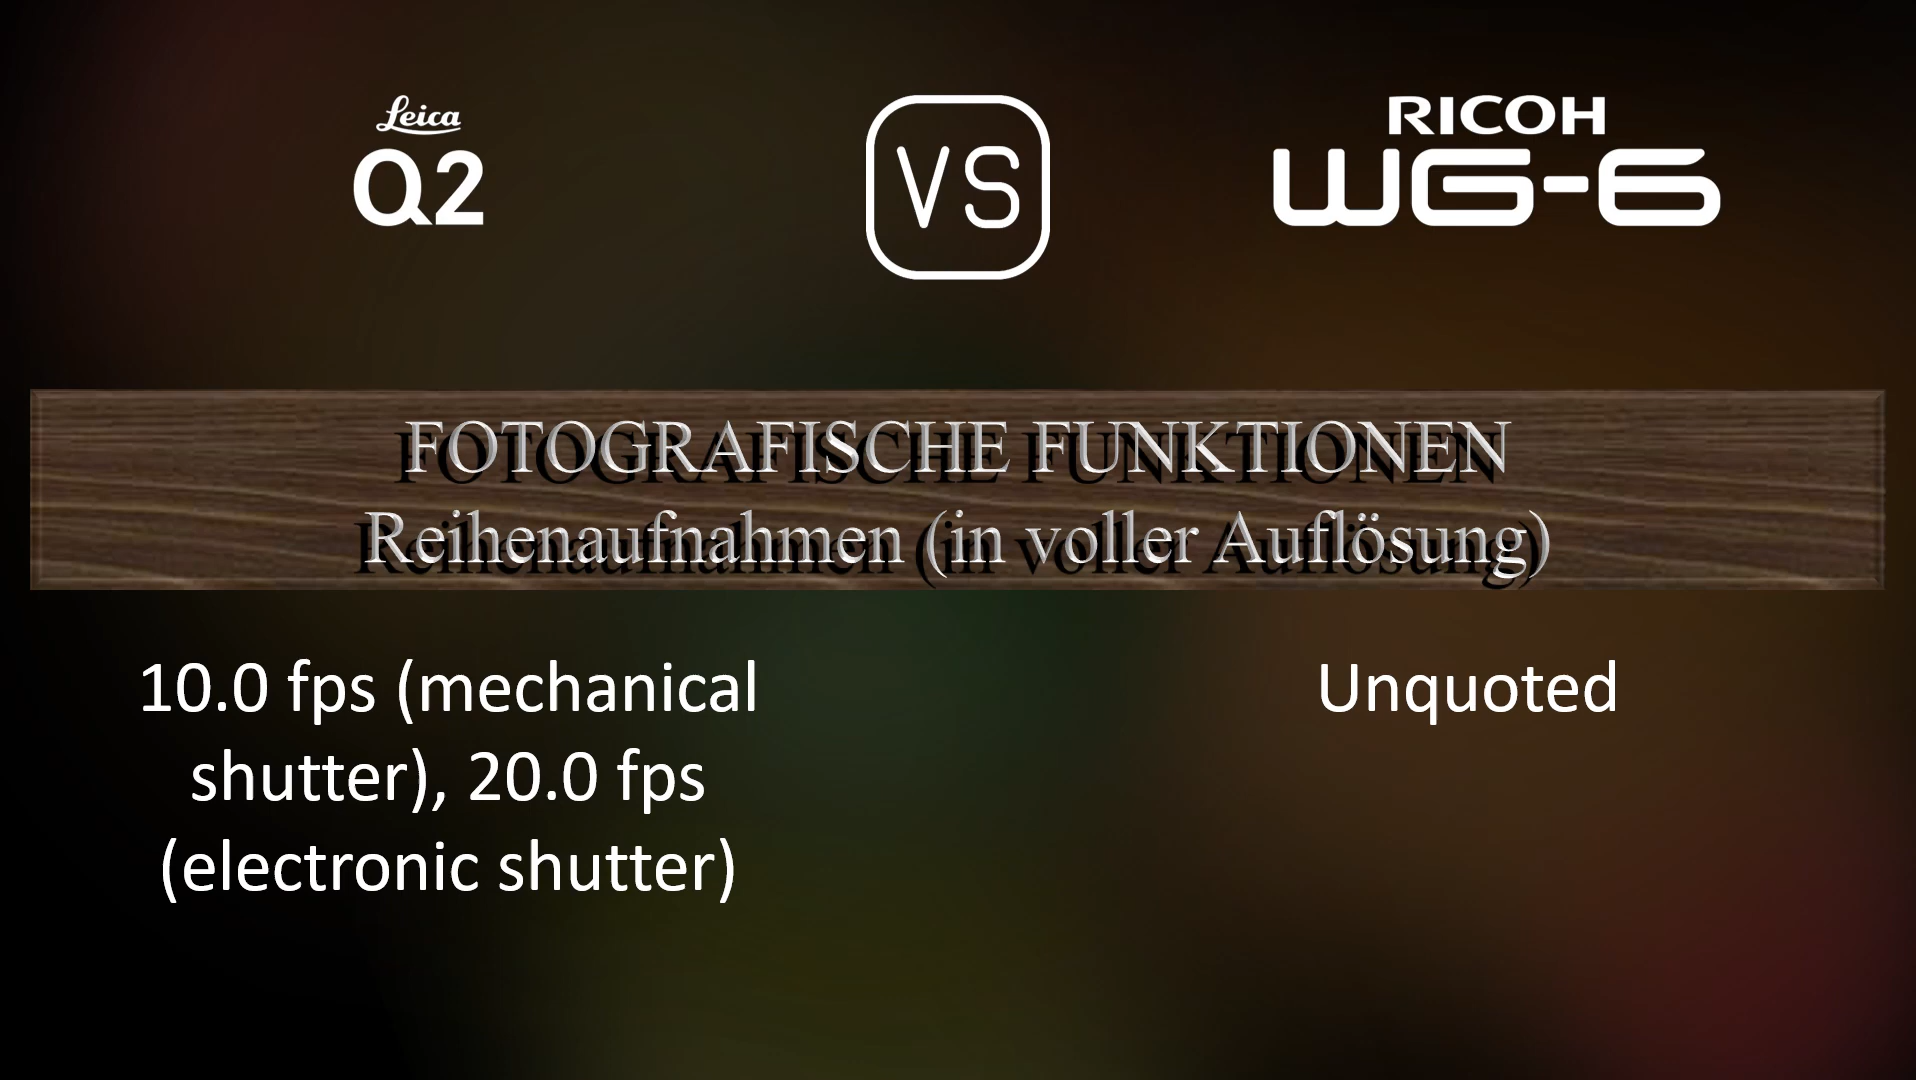 Leica
Q2
VS
RICOH
WG-6
FOTOGRAFISCHE FUNKTIONEN
Reihenaufnahmen (in voller Auflösung)
10.0 fps (mechanical
shutter), 20.0 fps
(electronic shutter)
Unquoted